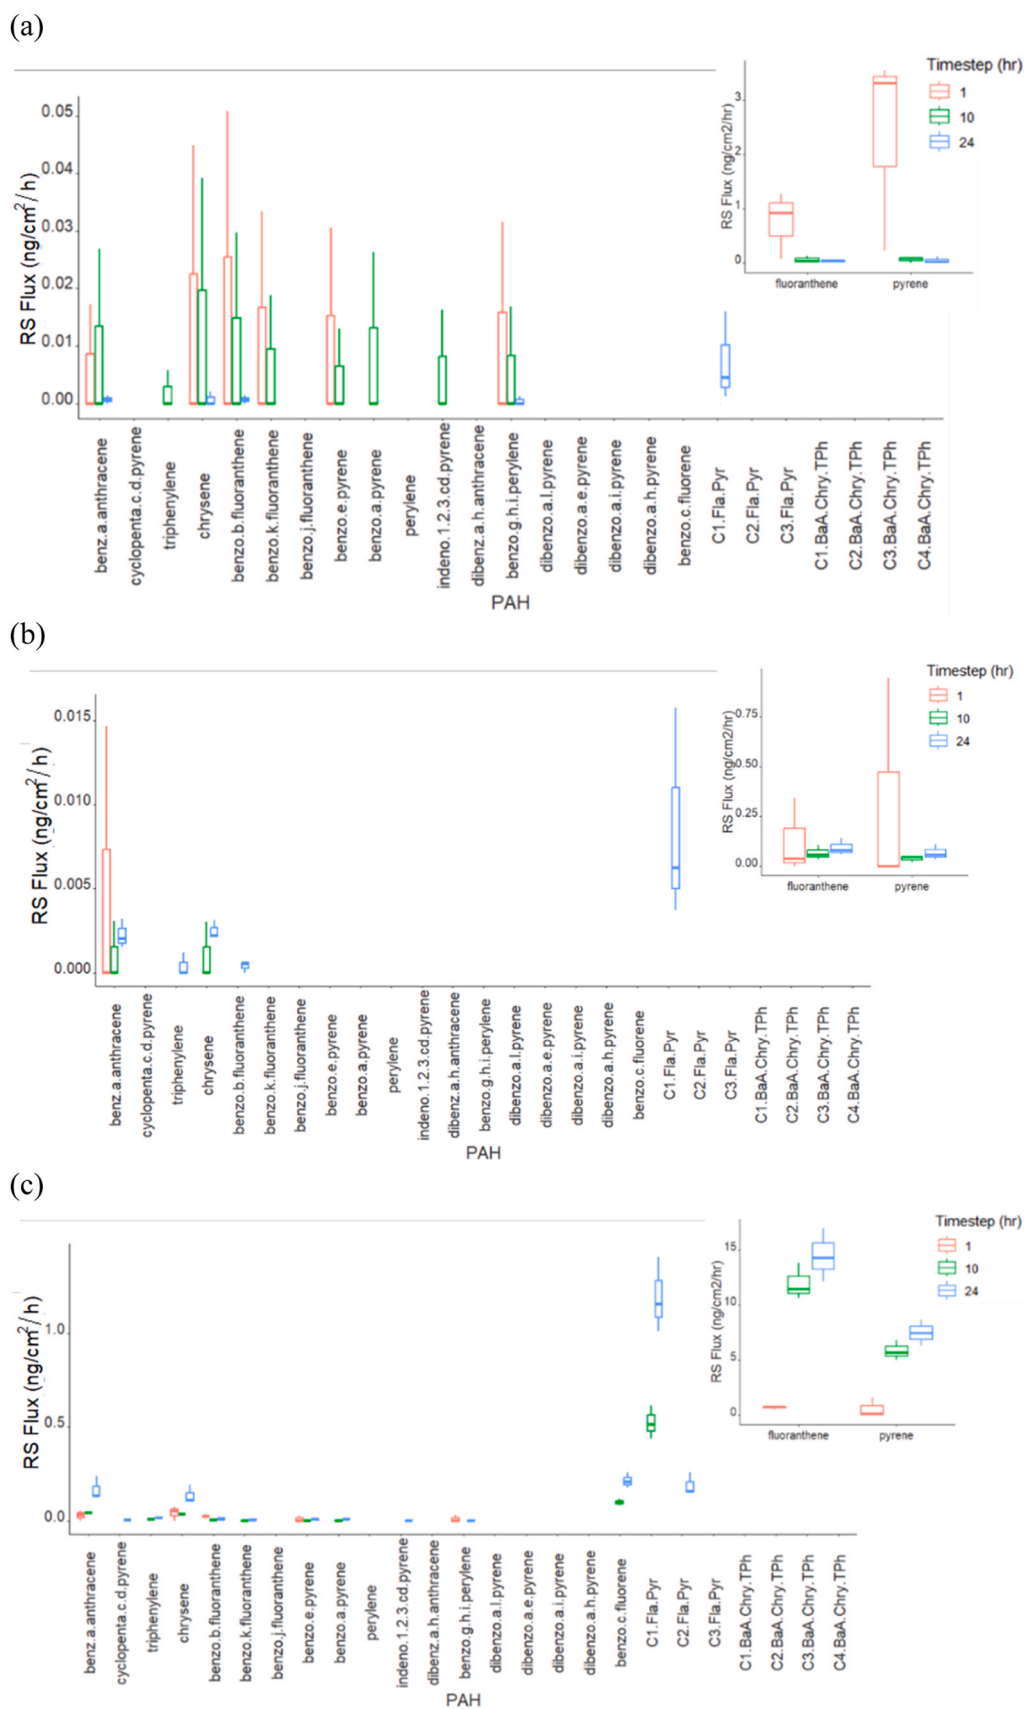 (a)
Timestep (hr)
1
10
24
RS Flux (ng/cm2/hr)
3
2
1
0
fluoranthene
pyrene
RS Flux (ng/cm²/h)
0.05
0.04
0.03
0.02
0.01
0.00
benz.a.anthracene
cyclopenta.c.d.pyrene
triphenylene
chrysene
benzo.b.fluoranthene
benzo.k.fluoranthene
benzo.j.fluoranthene
benzo.e.pyrene
benzo.a.pyrene
perylene
indeno.1.2.3.cd.pyrene
dibenz.a.h.anthracene
benzo.g.h.i.perylene
dibenzo.a.l.pyrene
dibenzo.a.e.pyrene
dibenzo.a.i.pyrene
dibenzo.a.h.pyrene
benzo.c.fluorene
C1.Fla.Pyr
C2.Fla.Pyr
C3.Fla.Pyr
C1.BaA.Chry.TPh
C2.BaA.Chry.TPh
C3.BaA.Chry.TPh
C4.BaA.Chry.TPh
PAH
(b)
Timestep (hr)
1
10
24
RS Flux (ng/cm2/hr)
0.75
0.50
0.25
0.00
fluoranthene
pyrene
RS Flux (ng/cm²/h)
0.015
0.010
0.005
0.000
benz.a.anthracene
cyclopenta.c.d.pyrene
triphenylene
chrysene
benzo.b.fluoranthene
benzo.k.fluoranthene
benzo.j.fluoranthene
benzo.e.pyrene
benzo.a.pyrene
perylene
indeno.1.2.3.cd.pyrene
dibenz.a.h.anthracene
benzo.g.h.i.perylene
dibenzo.a.l.pyrene
dibenzo.a.e.pyrene
dibenzo.a.i.pyrene
dibenzo.a.h.pyrene
benzo.c.fluorene
C1.Fla.Pyr
C2.Fla.Pyr
C3.Fla.Pyr
C1.BaA.Chry.TPh
C2.BaA.Chry.TPh
C3.BaA.Chry.TPh
C4.BaA.Chry.TPh
PAH
(c)
Timestep (hr)
1
10
24
RS Flux (ng/cm2/hr)
15
10
5
0
fluoranthene
pyrene
RS Flux (ng/cm²/h)
1.0
0.5
0.0
benz.a.anthracene
cyclopenta.c.d.pyrene
triphenylene
chrysene
benzo.b.fluoranthene
benzo.k.fluoranthene
benzo.j.fluoranthene
benzo.e.pyrene
benzo.a.pyrene
perylene
indeno.1.2.3.cd.pyrene
dibenz.a.h.anthracene
benzo.g.h.i.perylene
dibenzo.a.l.pyrene
dibenzo.a.e.pyrene
dibenzo.a.i.pyrene
dibenzo.a.h.pyrene
benzo.c.fluorene
C1.Fla.Pyr
C2.Fla.Pyr
C3.Fla.Pyr
C1.BaA.Chry.TPh
C2.BaA.Chry.TPh
C3.BaA.Chry.TPh
C4.BaA.Chry.TPh
PAH